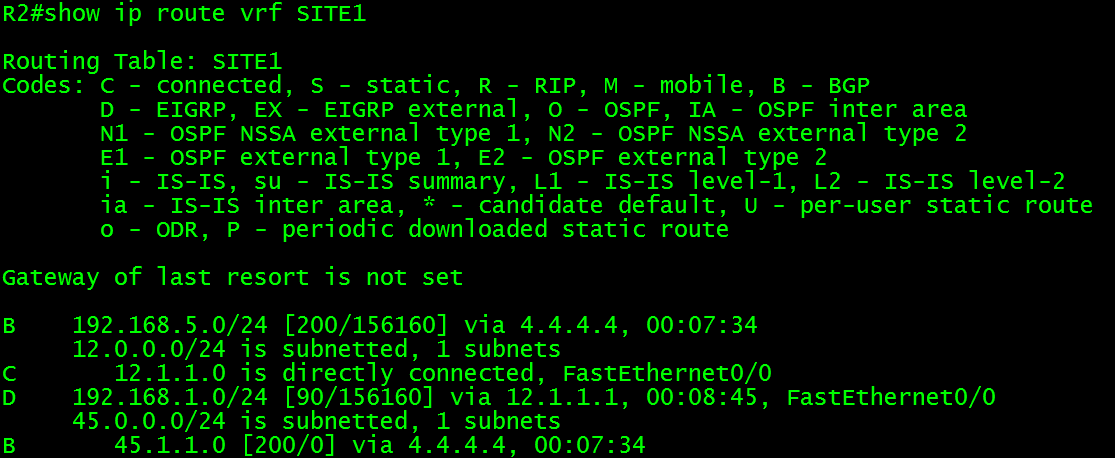 R2#show ip route vrf SITE1

Routing Table: SITE1
Codes: C - connected, S - static, R - RIP, M - mobile, B - BGP
       D - EIGRP, EX - EIGRP external, O - OSPF, IA - OSPF inter area
       N1 - OSPF NSSA external type 1, N2 - OSPF NSSA external type 2
       E1 - OSPF external type 1, E2 - OSPF external type 2
       i - IS-IS, su - IS-IS summary, L1 - IS-IS level-1, L2 - IS-IS level-2
       ia - IS-IS inter area, * - candidate default, U - per-user static route
       o - ODR, P - periodic downloaded static route

Gateway of last resort is not set

B    192.168.5.0/24 [200/156160] via 4.4.4.4, 00:07:34
     12.0.0.0/24 is subnetted, 1 subnets
C       12.1.1.0 is directly connected, FastEthernet0/0
D    192.168.1.0/24 [90/156160] via 12.1.1.1, 00:08:45, FastEthernet0/0
     45.0.0.0/24 is subnetted, 1 subnets
B       45.1.1.0 [200/0] via 4.4.4.4, 00:07:34